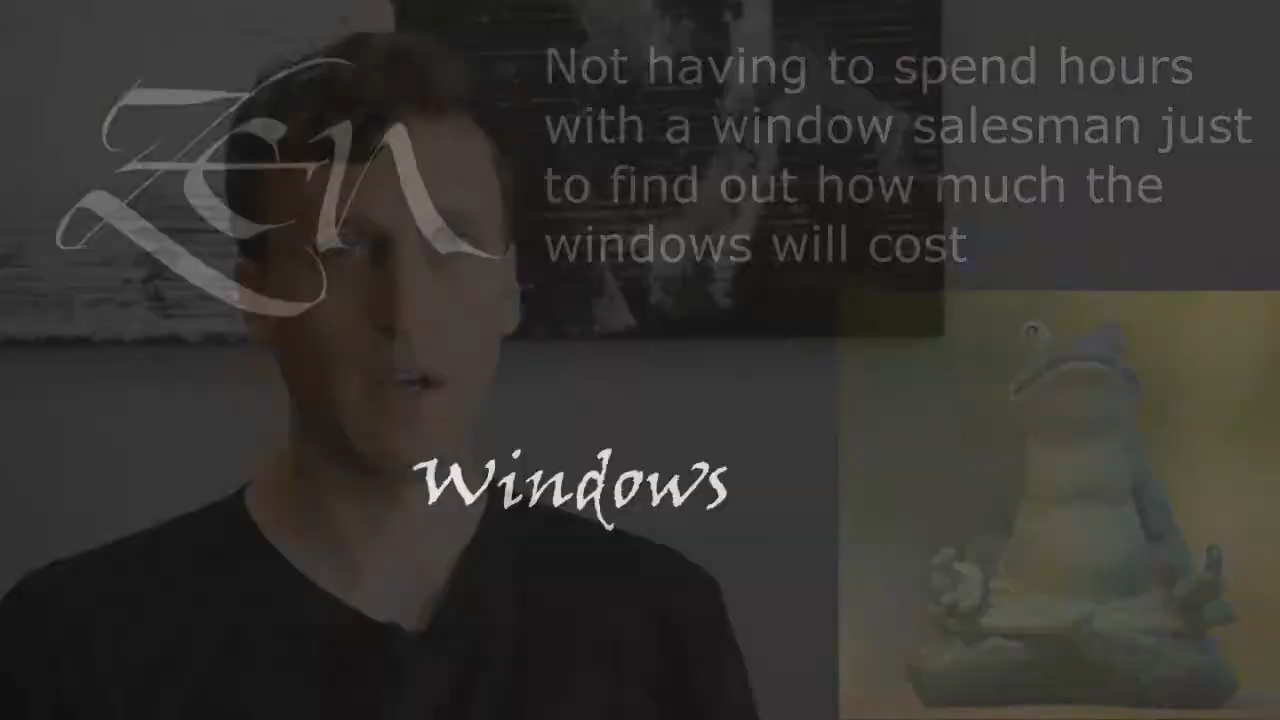 Zen
Not having to spend hours
with a window salesman just
to find out how much the
windows will cost
Windows